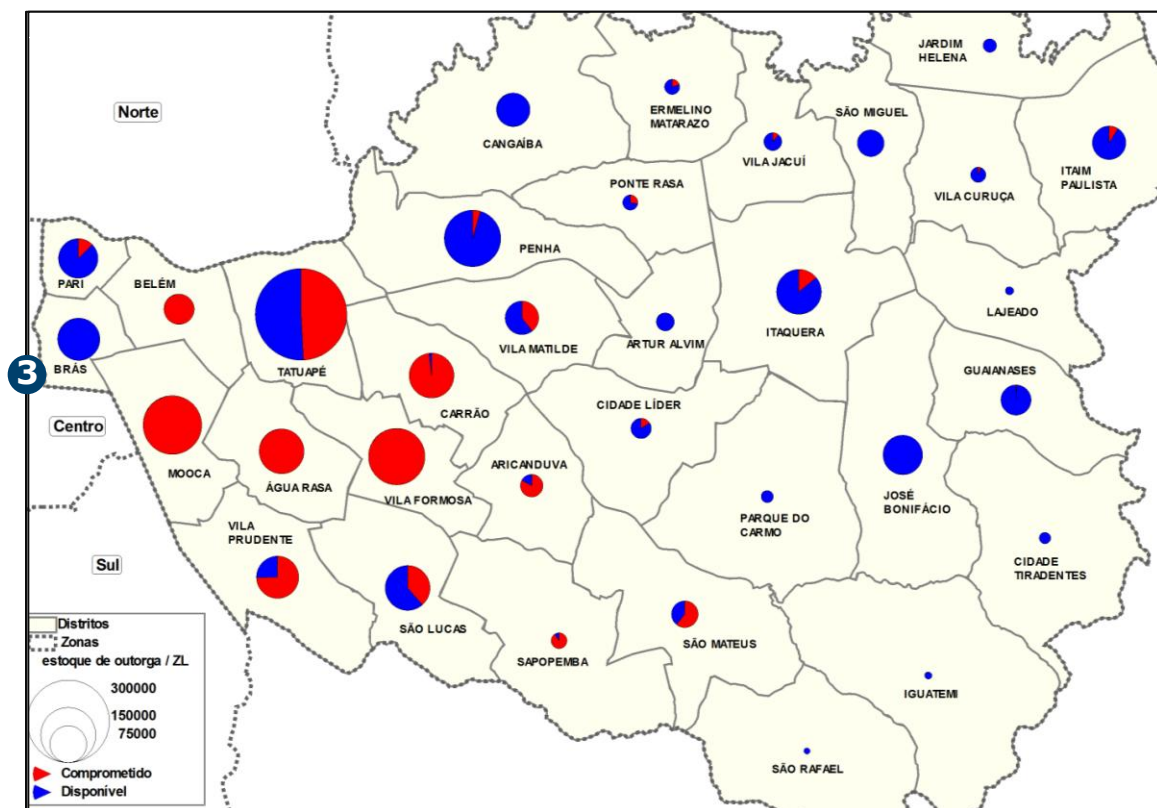 JARDIM
HELENA
Norte
ERMELINO
MATARAZO
SÃO MIGUEL
CANGAÍBA
VILA JACUÍ
ITAIM
PAULISTA
PONTE RASA
VILA CURUÇA
PENHA
PARI
BELÉM
LAJEADO
ITAQUERA
VILA MATILDE
ARTUR ALVIM
BRÁS
TATUAPÉ
3
GUAIANASES
CIDADE LÍDER
CARRÃO
Centro
ARICANDUVA
MOOCA
ÁGUA RASA
VILA FORMOSA
JOSÉ
BONIFÁCIO
PARQUE DO
CARMO
VILA
PRUDENTE
CIDADE
TIRADENTES
Sul
SÃO LUCAS
SÃO MATEUS
SAPOPEMBA
IGUATEMI
SÃO RAFAEL
Distritos
Zonas
estoque de outorga / ZL
300000
150000
75000
Comprometido
Disponível